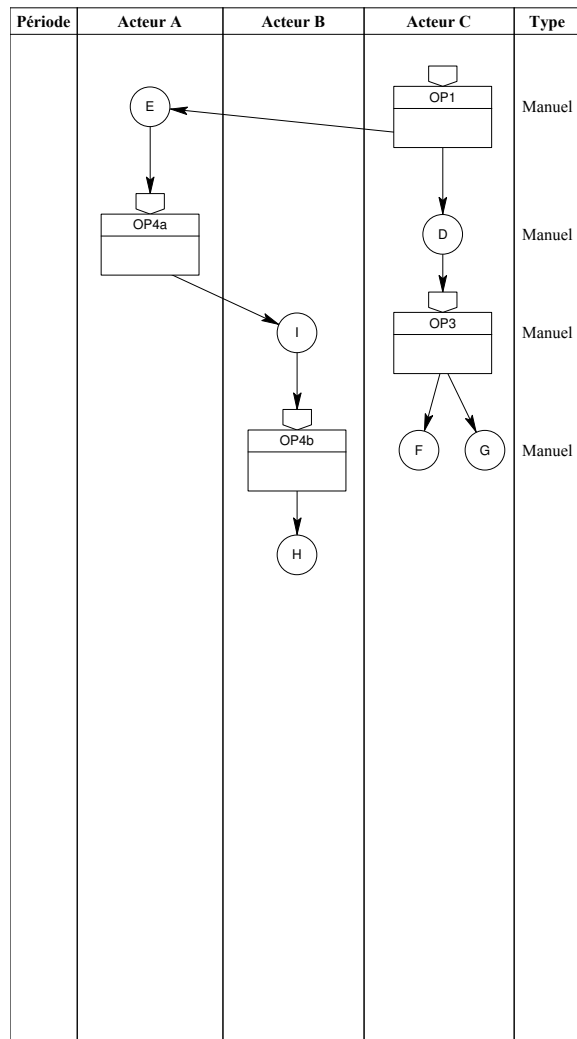 Période Acteur A Acteur B Acteur C Type
E OP1 Manuel
OP4a D Manuel
I OP3 Manuel
OP4b F G Manuel
H